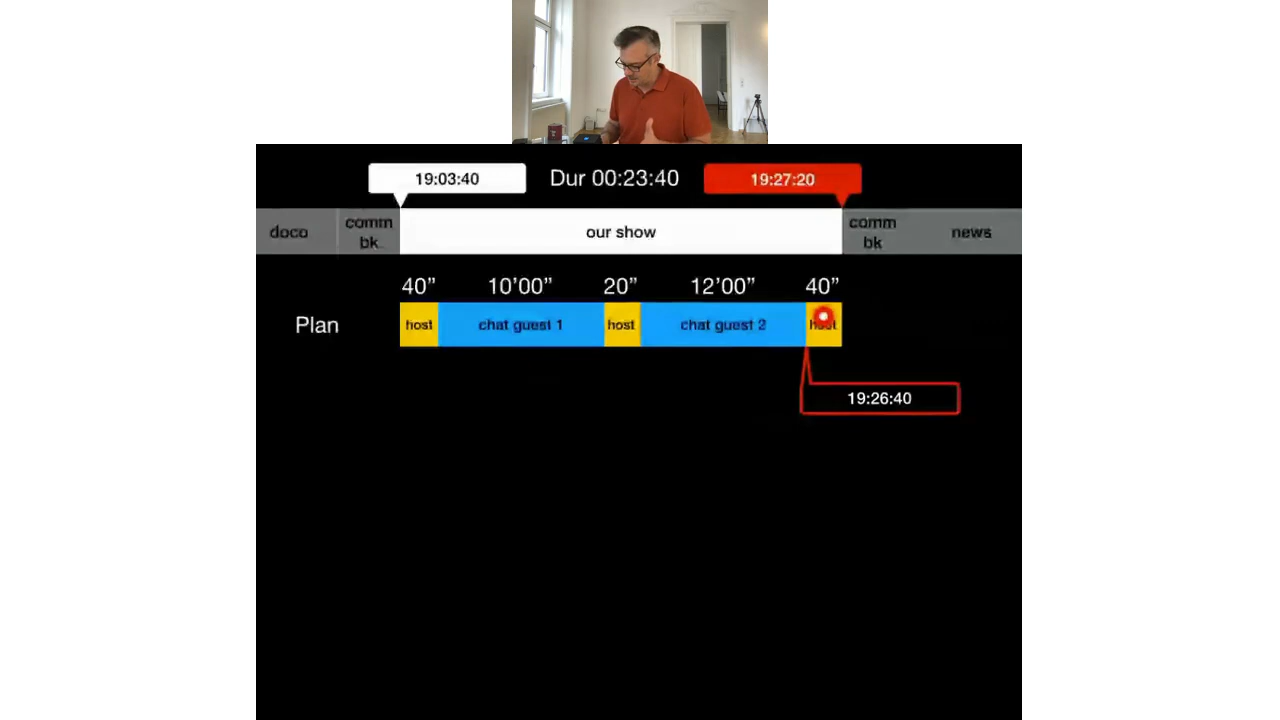 19:03:40 Dur 00:23:40 19:27:20
doco comm bk our show comm bk news
40” 10’00” 20” 12’00” 40”
Plan host chat guest 1 host chat guest 2 host
19:26:40